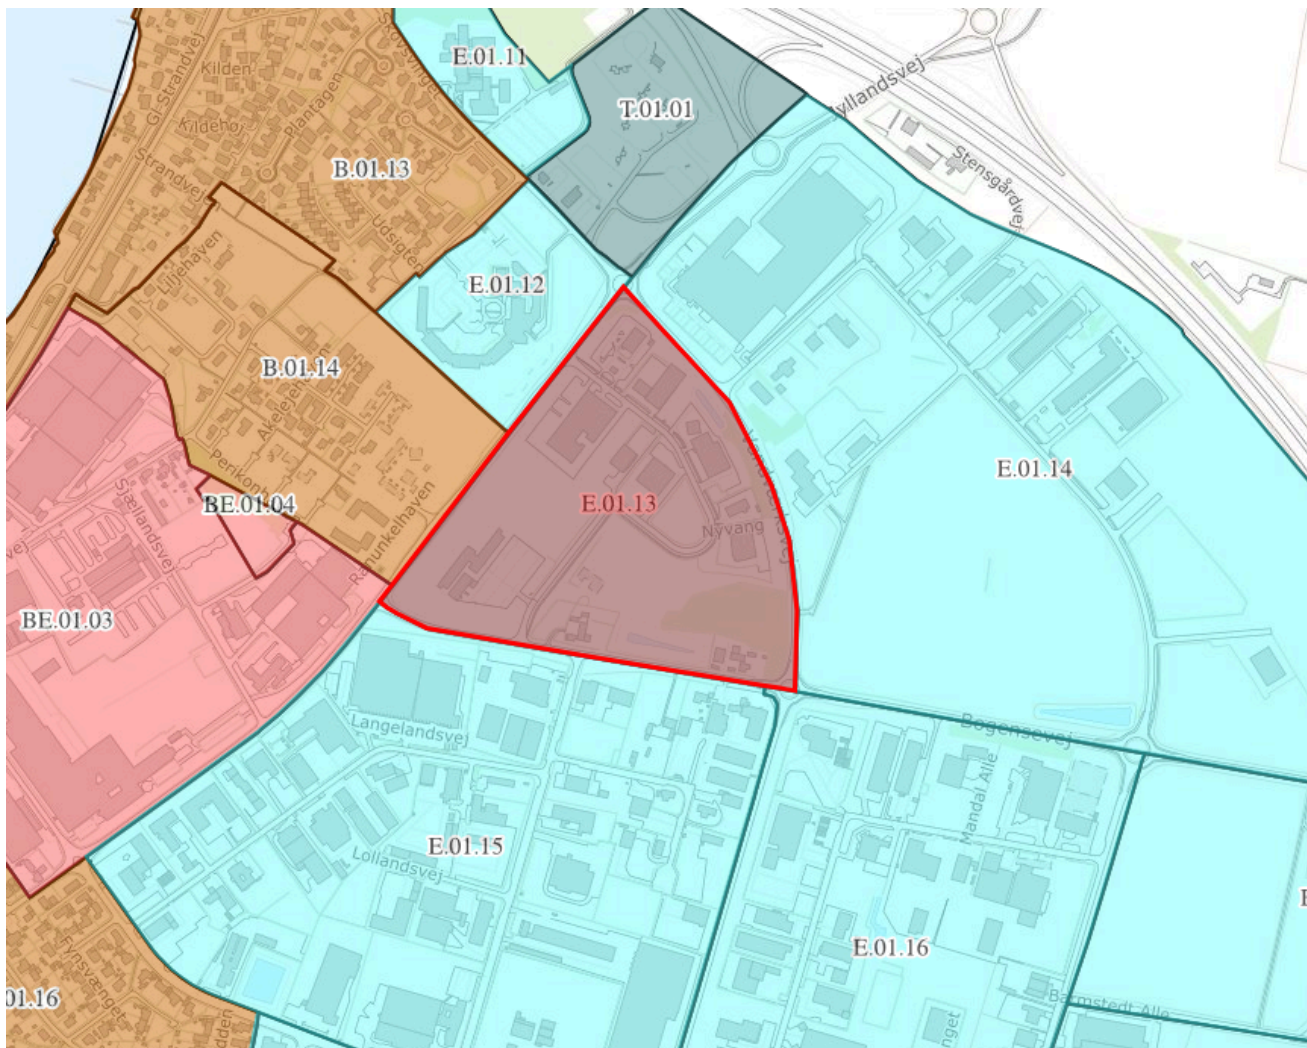 E.01.11
Skovsvinget
Kilden
Gl. Strandvej
Plantagen
Kildehøj
T.01.01
Jyllandsvej
Strandvej
B.01.13
Stensgårdvej
Udsigten
Liljehaven
E.01.12
B.01.14
Akelejehaven
E.01.14
E.01.13
BE.01.04
Sjællandsvej
Ranunkelhaven
Nyvang
BE.01.03
Langelandsvej
Bogensevej
Mandal Alle
E.01.15
Lollandsvej
E.01.16
Fynsvænget
01.16
Barmstedt Alle